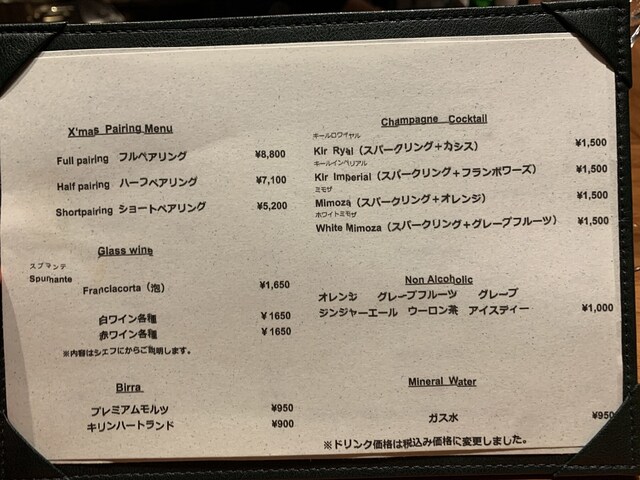 X'mas Pairing Menu
Full pairing フルペアリング ¥8,800
Half pairing ハーフペアリング ¥7,100
Shortpairing ショートペアリング ¥5,200
Glass wine
スプマンテ
Spumante
Franciacorta（泡） ¥1,650
白ワイン各種 ¥1650
赤ワイン各種 ¥1650
※内容はシェフにからご説明します。
Birra
プレミアムモルツ ¥950
キリンハートランド ¥900
Champagne Cocktail
キールロワイヤル
Kir Ryal（スパークリング＋カシス） ¥1,500
キールインペリアル
Kir Imperial（スパークリング＋フランボワーズ） ¥1,500
ミモザ
Mimoza（スパークリング＋オレンジ） ¥1,500
ホワイトミモザ
White Mimoza（スパークリング＋グレープフルーツ） ¥1,500
Non Alcoholic
オレンジ グレープフルーツ グレープ
ジンジャーエール ウーロン茶 アイスティー ¥1,000
Mineral Water
ガス水 ¥950
※ドリンク価格は税込み価格に変更しました。